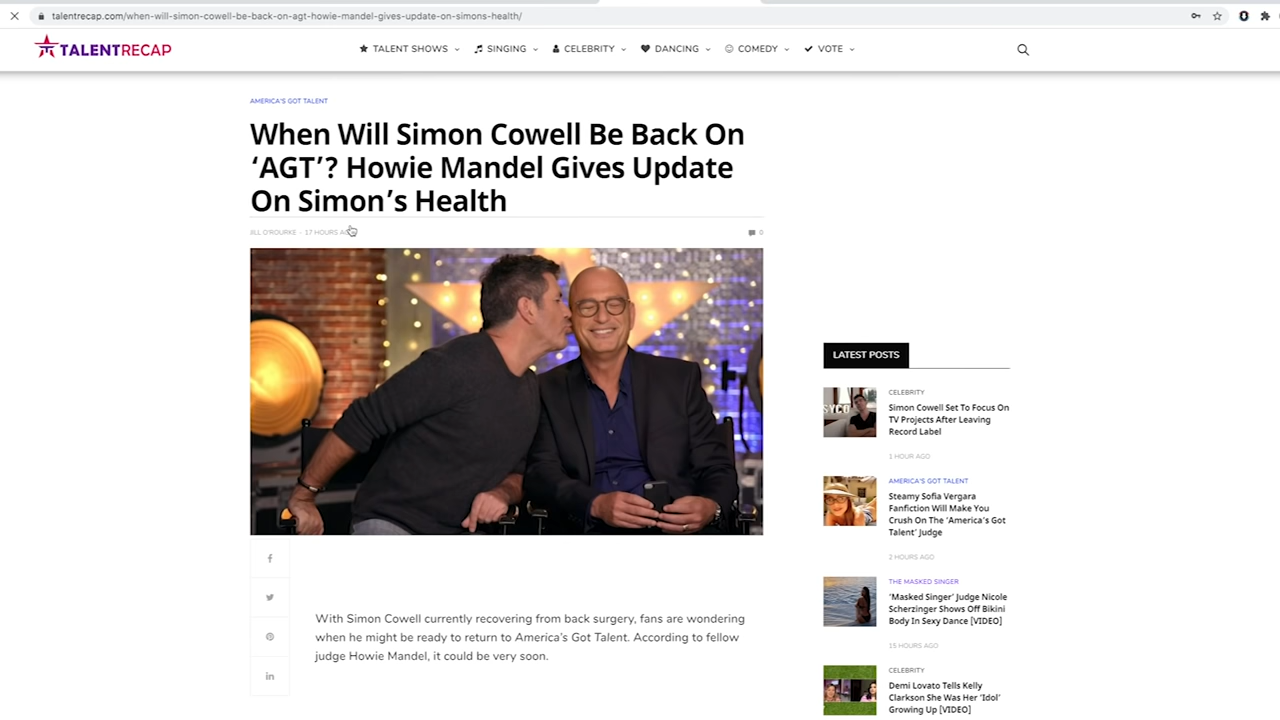 talentrecap.com/when-will-simon-cowell-be-back-on-agt-howie-mandel-gives-update-on-simons-health/
TALENTRECAP
TALENT SHOWS
SINGING
CELEBRITY
DANCING
COMEDY
VOTE
AMERICA'S GOT TALENT
When Will Simon Cowell Be Back On
‘AGT’? Howie Mandel Gives Update
On Simon’s Health
JILL O'ROURKE - 17 HOURS
0
With Simon Cowell currently recovering from back surgery, fans are wondering
when he might be ready to return to America’s Got Talent. According to fellow
judge Howie Mandel, it could be very soon.
LATEST POSTS
SYCO
CELEBRITY
Simon Cowell Set To Focus On
TV Projects After Leaving
Record Label
1 HOUR AGO
AMERICA'S GOT TALENT
Steamy Sofia Vergara
Fanfiction Will Make You
Crush On The ‘America’s Got
Talent’ Judge
2 HOURS AGO
THE MASKED SINGER
‘Masked Singer’ Judge Nicole
Scherzinger Shows Off Bikini
Body In Sexy Dance [VIDEO]
15 HOURS AGO
CELEBRITY
Demi Lovato Tells Kelly
Clarkson She Was Her ‘Idol’
Growing Up [VIDEO]